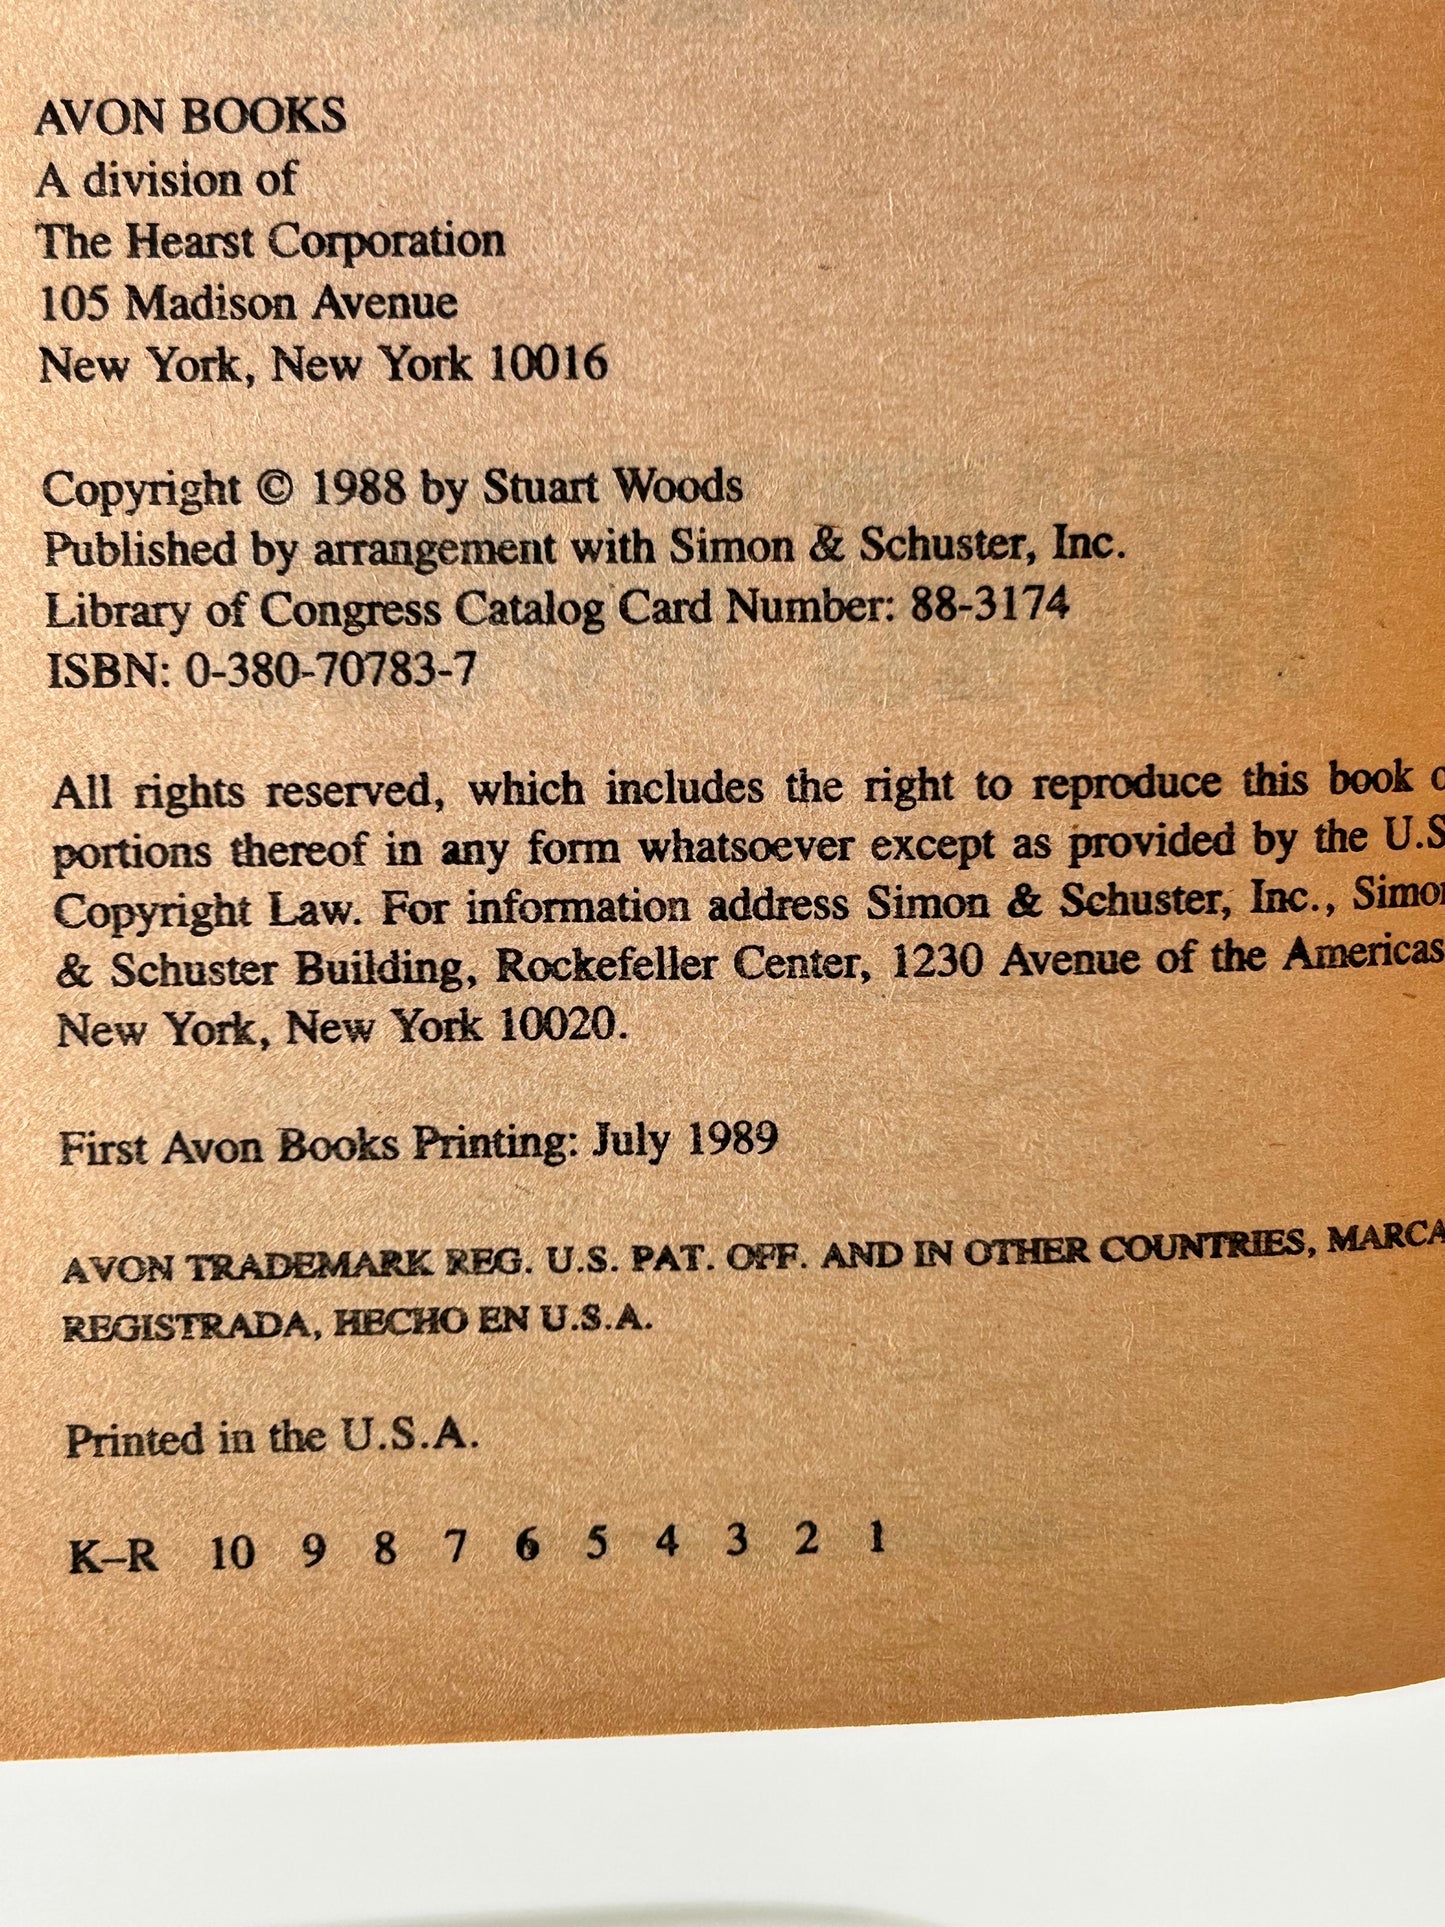 AVON BOOKS
A division of
The Hearst Corporation
105 Madison Avenue
New York, New York 10016
Copyright © 1988 by Stuart Woods
Published by arrangement with Simon & Schuster, Inc.
Library of Congress Catalog Card Number: 88-3174
ISBN: 0-380-70783-7
All rights reserved, which includes the right to reproduce this book
portions thereof in any form whatsoever except as provided by the U.S
Copyright Law. For information address Simon & Schuster, Inc., Simon
& Schuster Building, Rockefeller Center, 1230 Avenue of the Americas
New York, New York 10020.
First Avon Books Printing: July 1989
AVON TRADEMARK REG. U.S. PAT. OFF. AND IN OTHER COUNTRIES, MARCA
REGISTRADA, HECHO EN U.S.A.
Printed in the U.S.A.
K–R 10 9 8 7 6 5 4 3 2 1